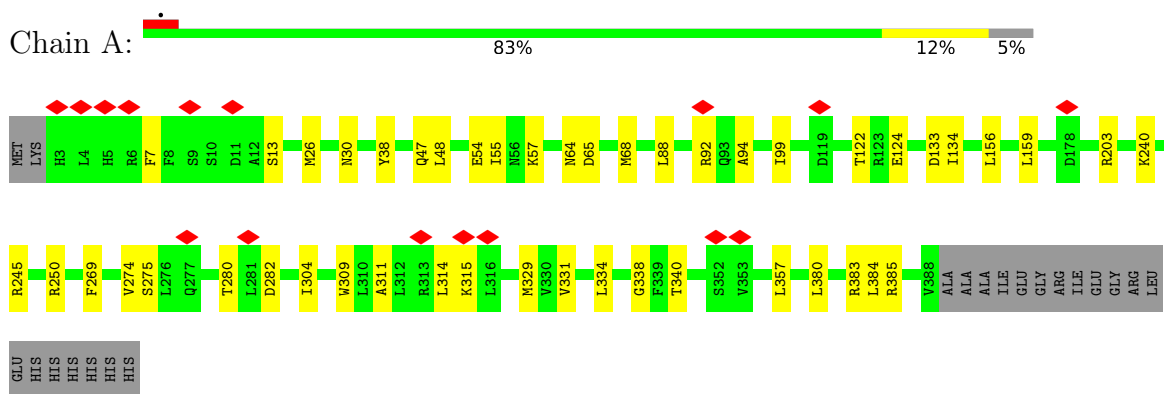 Chain A:
83% 12% 5%
MET LYS H3 L4 H5 R6 F7 F8 S9 S10 D11 A12 S13 M26 N30 Y38 Q47 L48 E54 I55 N56 K57 N64 D65 M68 L88 R92 Q93 A94 I99 D119 T122 R123 E124 D133 I134 L156 L159 D178 R203 K240
R245 R250 F269 V274 S275 L276 Q277 T280 L281 D282 I304 W309 L310 A311 L312 R313 L314 K315 L316 M329 V330 V331 L334 G338 F339 T340 S352 V353 L357 L380 R383 L384 R385 V388 ALA ALA ALA ILE GLU GLY ARG ILE GLU GLY ARG LEU
GLU HIS HIS HIS HIS HIS HIS